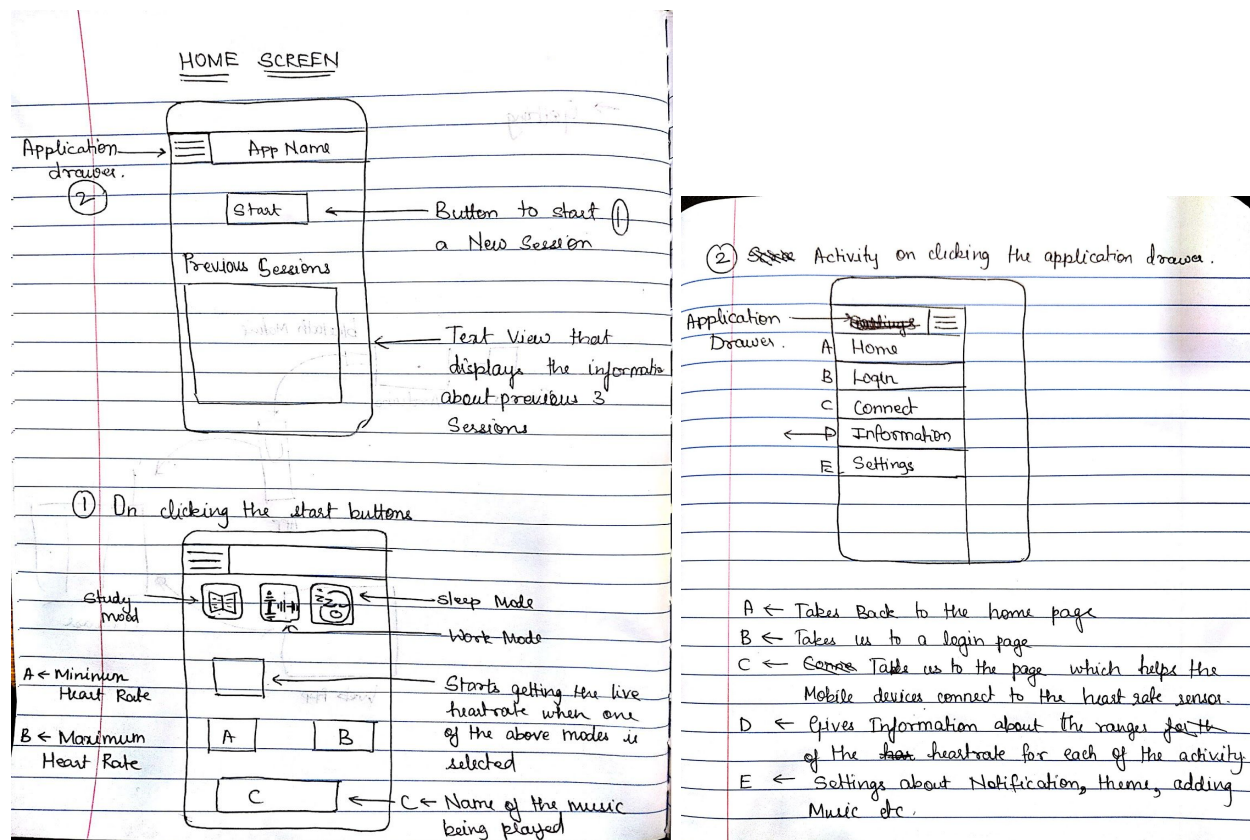 HOME SCREEN
Application
drawer.
2
App Name
Start
Button to start 1
a New Session
Previous Sessions
Text View that
displays the informatio
about previous 3
Sessions
1 On clicking the start buttons
Study
mood
Sleep Mode
Work Mode
A ← Mininum
Heart Rate
Starts getting the live
heartrate when one
of the above modes is
selected
B ← Maximum
Heart Rate
A
B
C
C ← Name of the music
being played
2 Activity on clicking the application drawer.
Application
Drawer.
A Home
B Login
C Connect
D Information
E Settings
A ← Takes Back to the home page
B ← Takes us to a login page
C ← Take us to the page which helps the
Mobile devices connect to the heart rate sensor.
D ← Gives Information about the ranges
of the heartrate for each of the activity.
E ← Settings about Notification, theme, adding
Music etc.